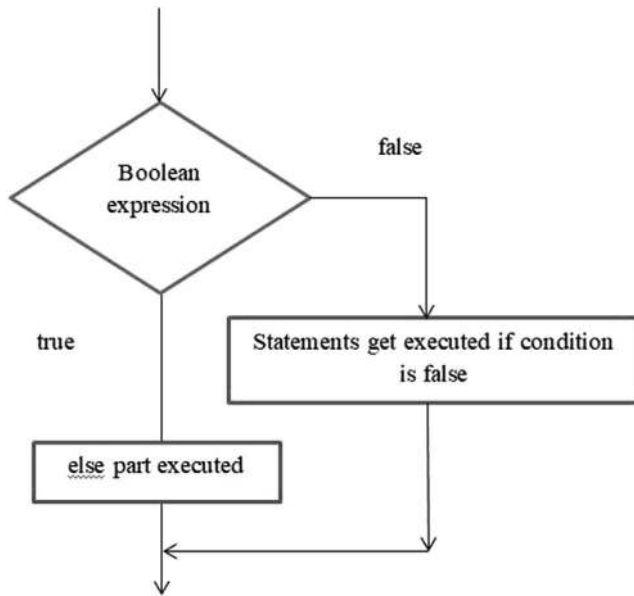 Boolean
expression
false
true
Statements get executed if condition
is false
else part executed